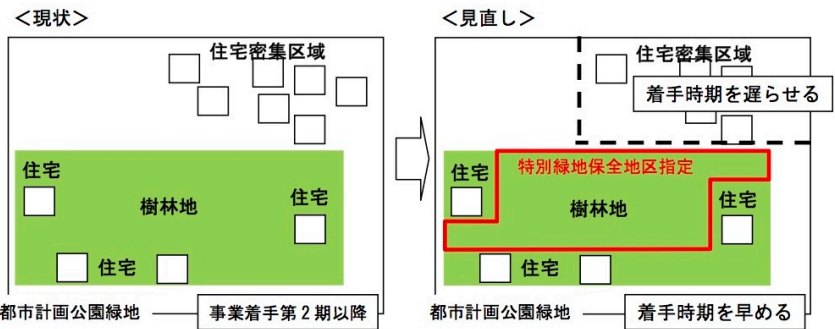 ＜現状＞
住宅密集区域
住宅
住宅
樹林地
住宅
都市計画公園緑地
事業着手第２期以降
＜見直し＞
住宅密集区域
着手時期を遅らせる
特別緑地保全地区指定
住宅
住宅
樹林地
住宅
都市計画公園緑地
着手時期を早める